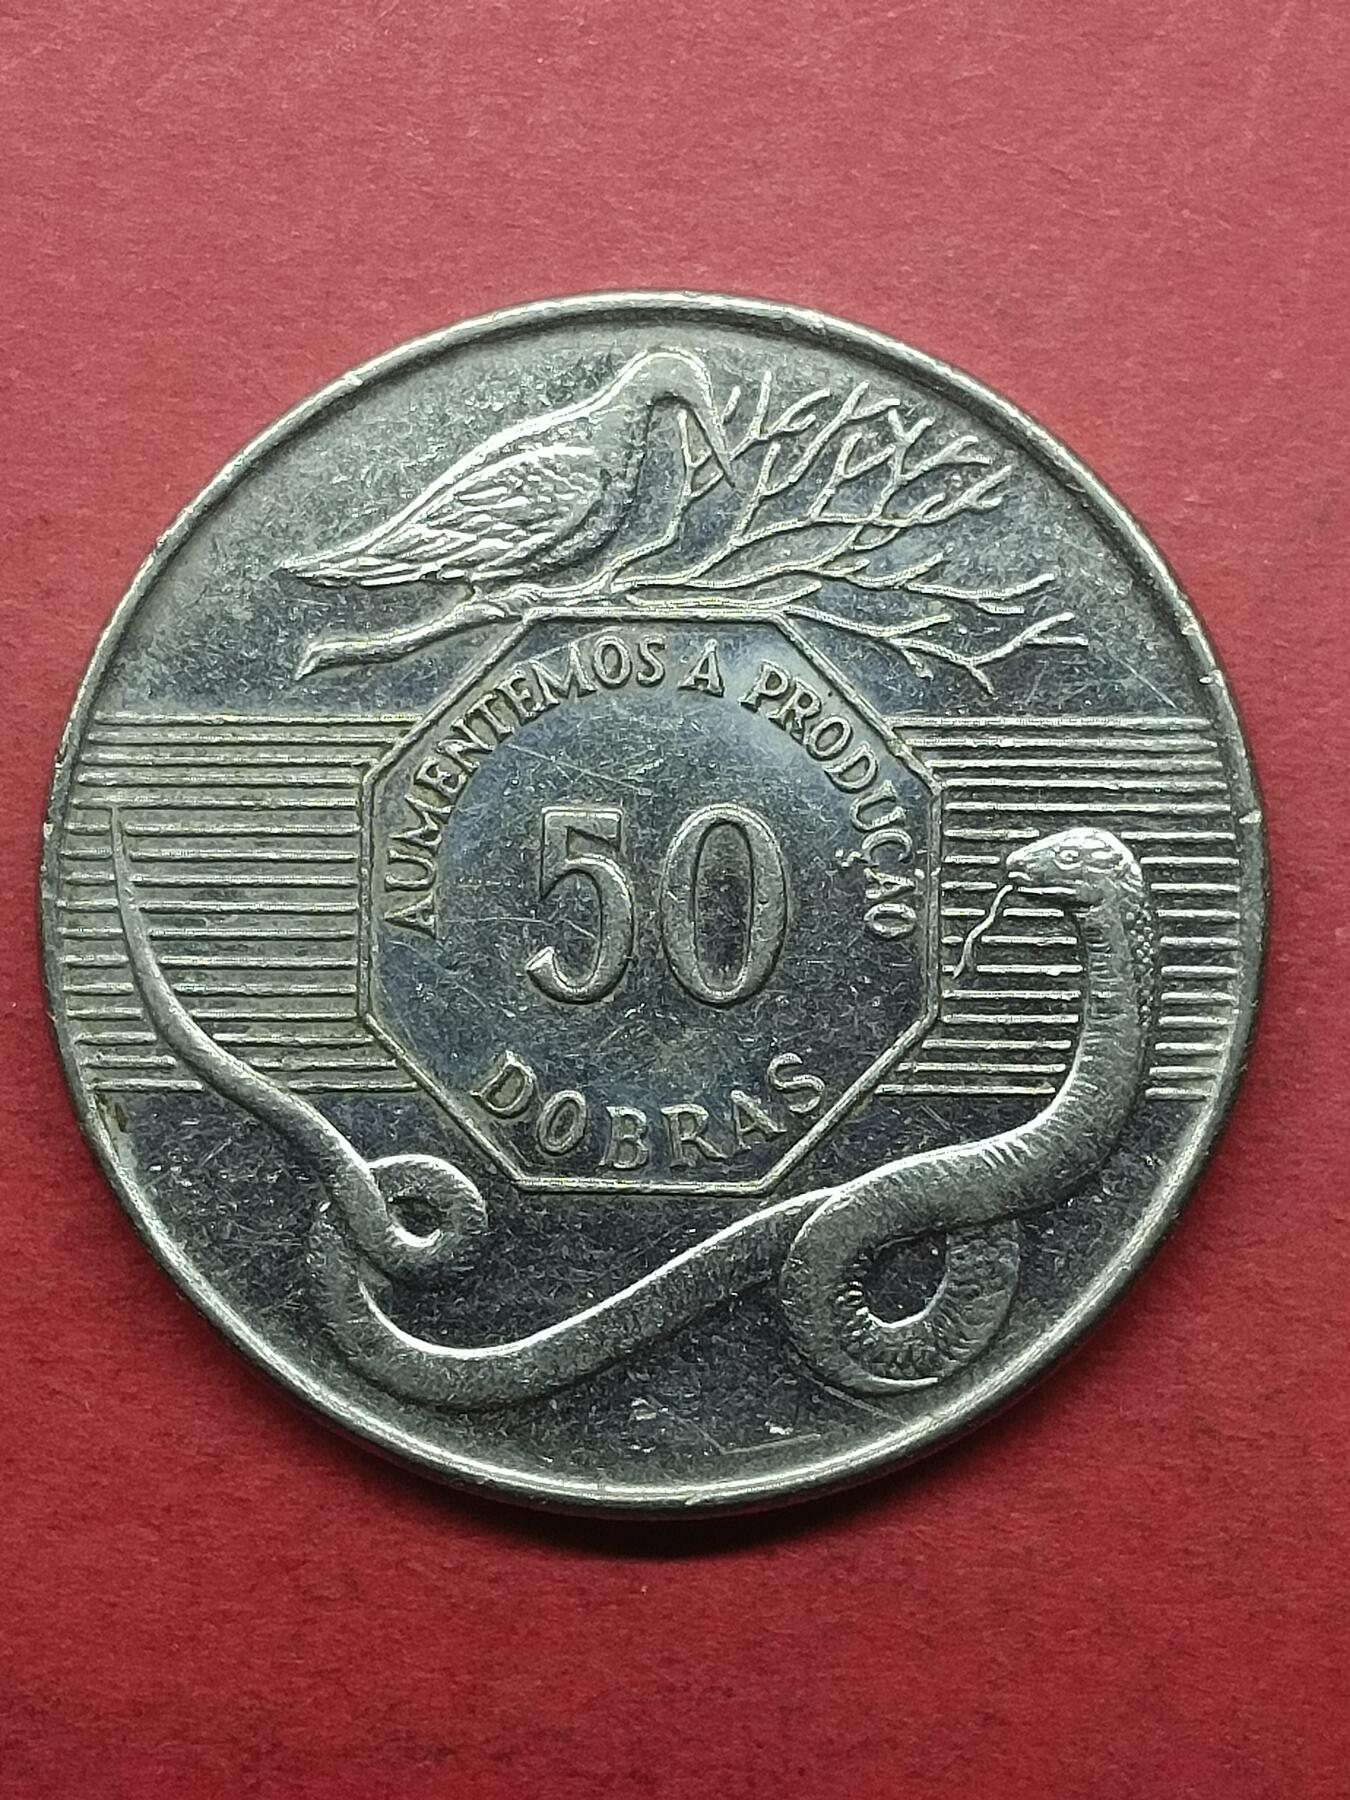 AUMENTEMOS A PRODUÇÃO
50
DOBRAS